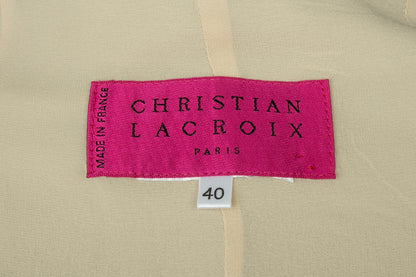 MADE IN FRANCE
CHRISTIAN
LACROIX
PARIS
40